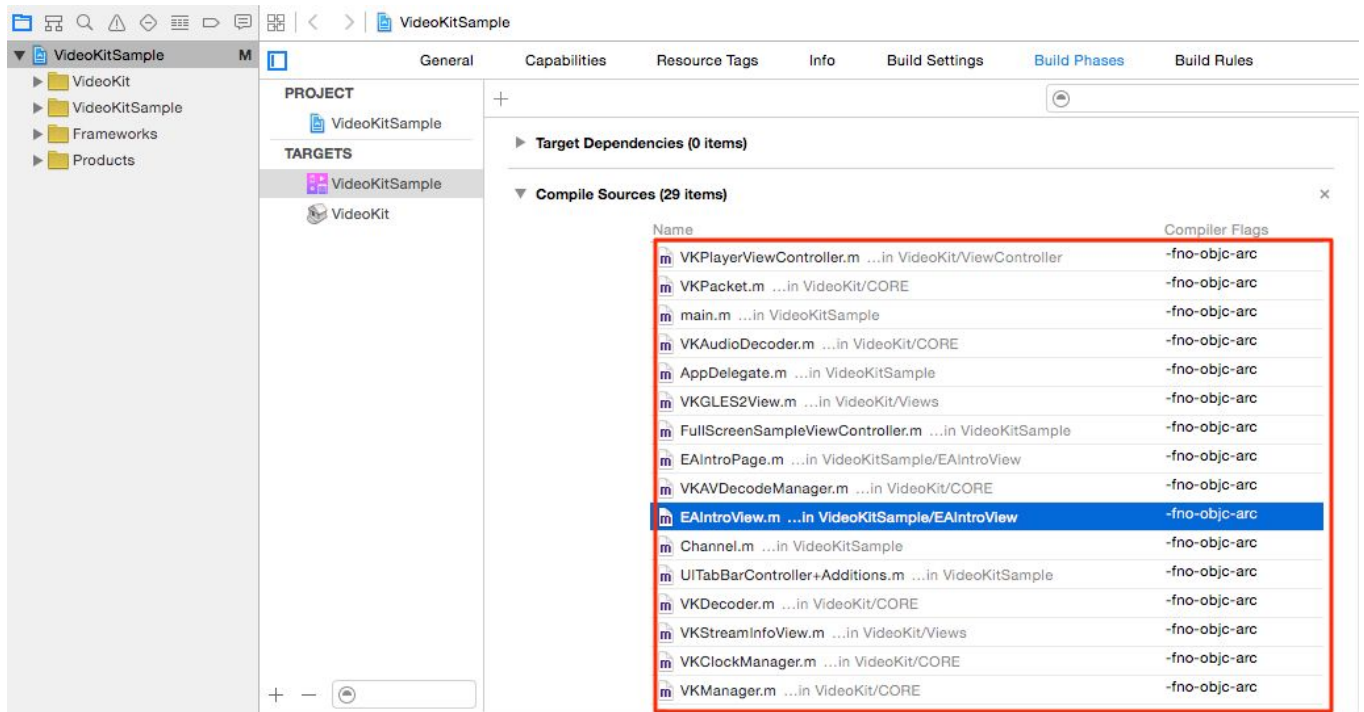 VideoKitSample
VideoKitSample M
VideoKit
VideoKitSample
Frameworks
Products
General Capabilities Resource Tags Info Build Settings Build Phases Build Rules
PROJECT
VideoKitSample
TARGETS
VideoKitSample
VideoKit
Target Dependencies (0 items)
Compile Sources (29 items)
Name Compiler Flags
VKPlayerViewController.m ...in VideoKit/ViewController -fno-objc-arc
VKPacket.m ...in VideoKit/CORE -fno-objc-arc
main.m ...in VideoKitSample -fno-objc-arc
VKAudioDecoder.m ...in VideoKit/CORE -fno-objc-arc
AppDelegate.m ...in VideoKitSample -fno-objc-arc
VKGLES2View.m ...in VideoKit/Views -fno-objc-arc
FullScreenSampleViewController.m ...in VideoKitSample -fno-objc-arc
EAIntroPage.m ...in VideoKitSample/EAIntroView -fno-objc-arc
VKAVDecodeManager.m ...in VideoKit/CORE -fno-objc-arc
EAIntroView.m ...in VideoKitSample/EAIntroView -fno-objc-arc
Channel.m ...in VideoKitSample -fno-objc-arc
UITabBarController+Additions.m ...in VideoKitSample -fno-objc-arc
VKDecoder.m ...in VideoKit/CORE -fno-objc-arc
VKStreamInfoView.m ...in VideoKit/Views -fno-objc-arc
VKClockManager.m ...in VideoKit/CORE -fno-objc-arc
VKManager.m ...in VideoKit/CORE -fno-objc-arc